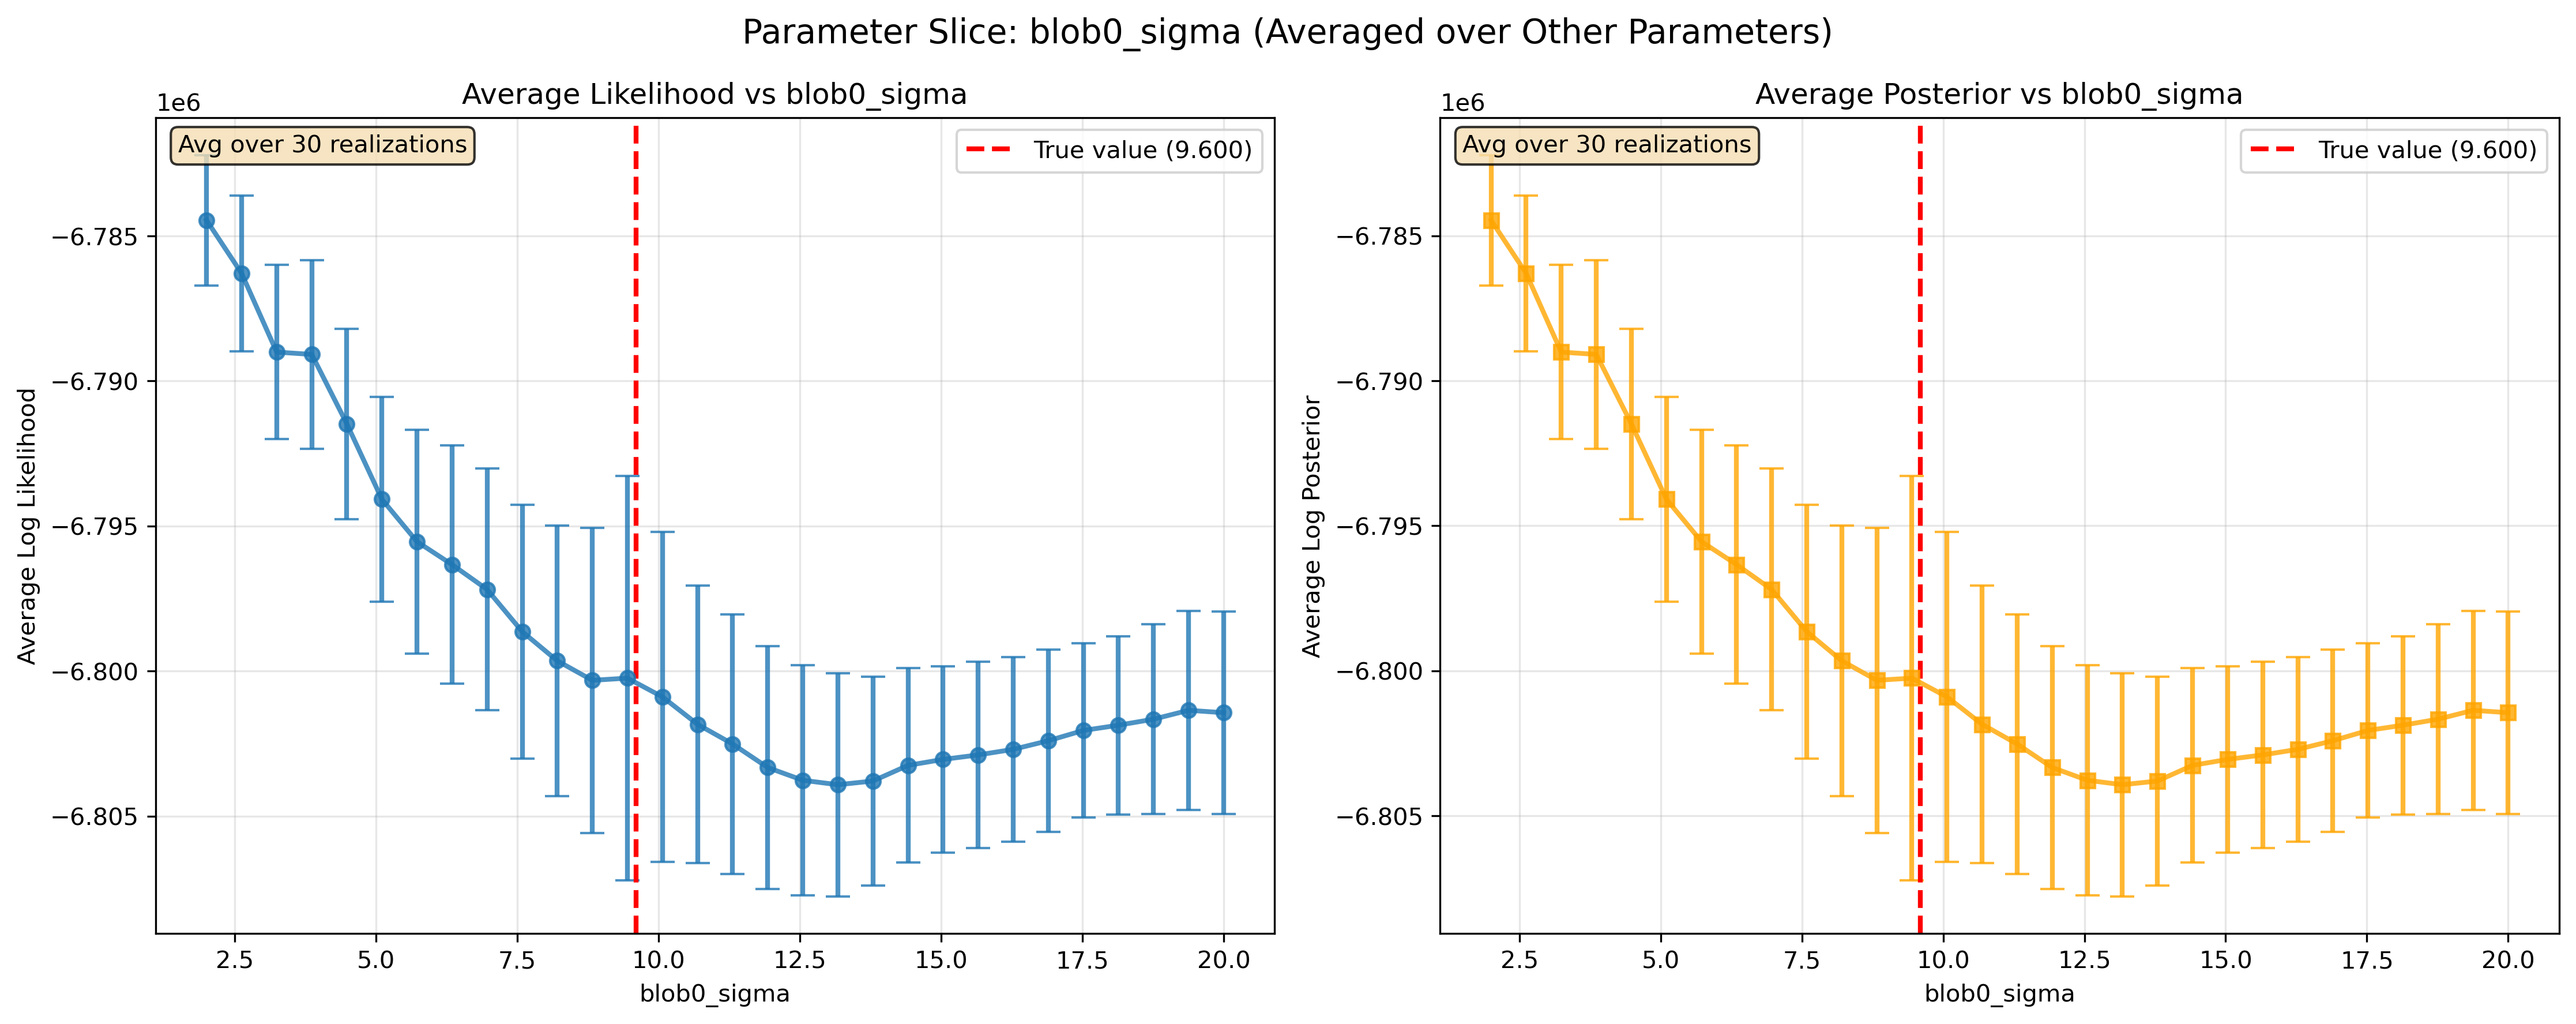 Parameter Slice: blob0_sigma (Averaged over Other Parameters)
Average Likelihood vs blob0_sigma
1e6
Avg over 30 realizations
True value (9.600)
−6.785
−6.790
−6.795
−6.800
−6.805
Average Log Likelihood
2.5 5.0 7.5 10.0 12.5 15.0 17.5 20.0
blob0_sigma
Average Posterior vs blob0_sigma
1e6
Avg over 30 realizations
True value (9.600)
−6.785
−6.790
−6.795
−6.800
−6.805
Average Log Posterior
2.5 5.0 7.5 10.0 12.5 15.0 17.5 20.0
blob0_sigma